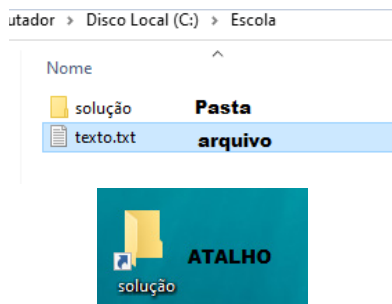 utador > Disco Local (C:) > Escola
Nome
solução Pasta
texto.txt arquivo
ATALHO
solução